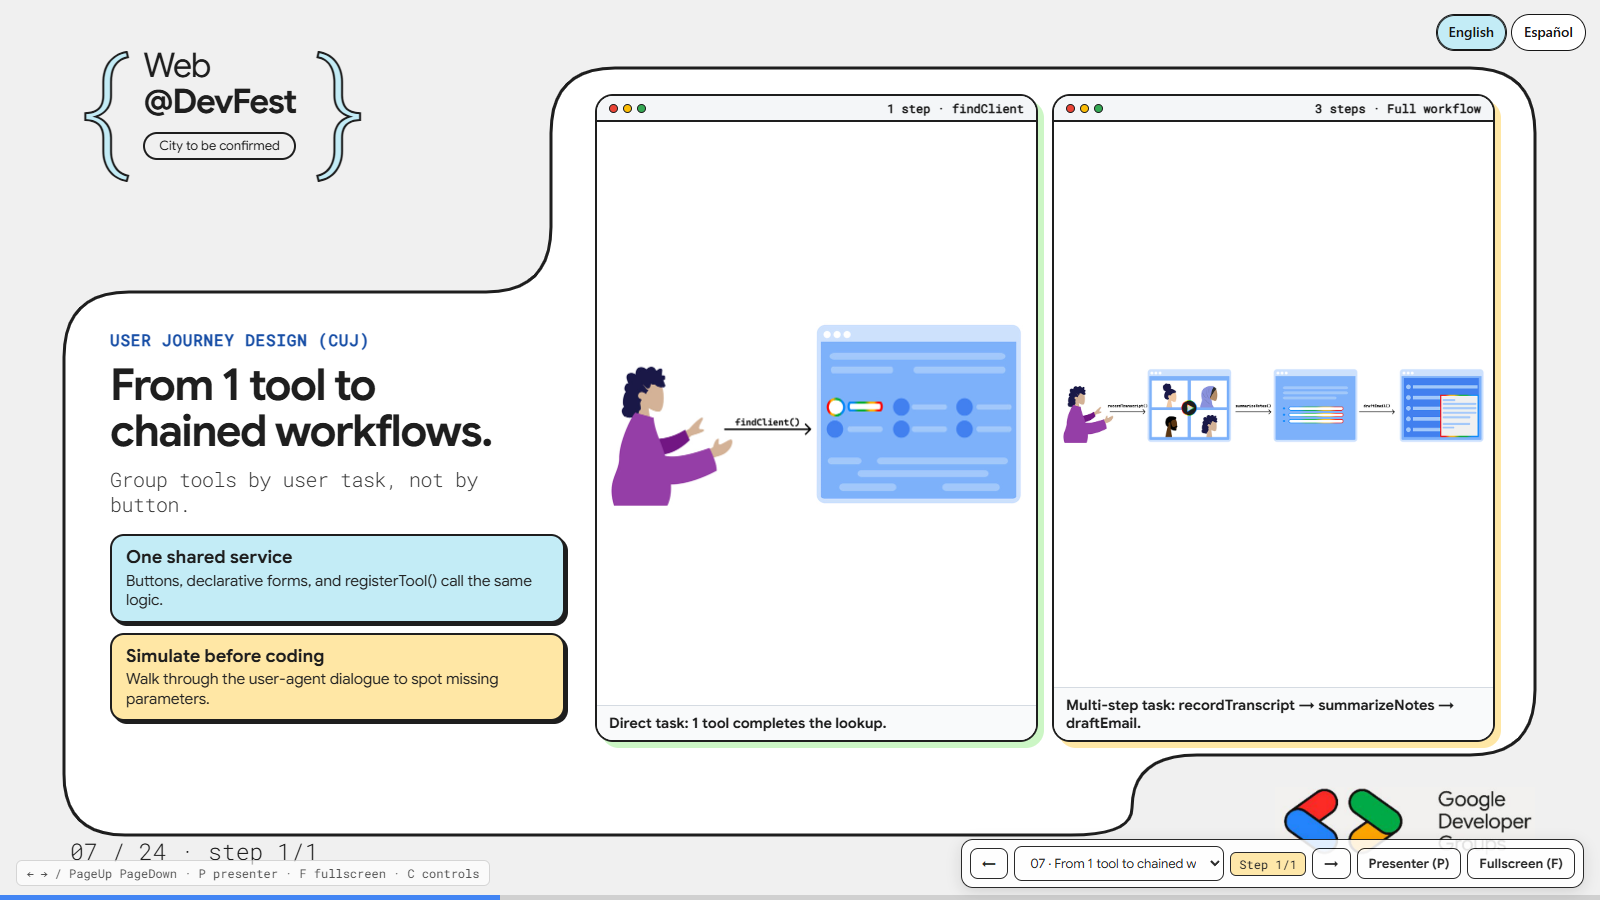 English
Español
Web
@DevFest
City to be confirmed
USER JOURNEY DESIGN (CUJ)
From 1 tool to
chained workflows.
Group tools by user task, not by
button.
One shared service
Buttons, declarative forms, and registerTool() call the same
logic.
Simulate before coding
Walk through the user-agent dialogue to spot missing
parameters.
1 step · findClient
findClient()
Direct task: 1 tool completes the lookup.
3 steps · Full workflow
recordTranscript()
summarizeNotes()
draftEmail()
Multi-step task: recordTranscript → summarizeNotes →
draftEmail.
Google
Developer
Groups
07 / 24 · step 1/1
← → / PageUp PageDown · P presenter · F fullscreen · C controls
←
07 · From 1 tool to chained w
Step 1/1
→
Presenter (P)
Fullscreen (F)